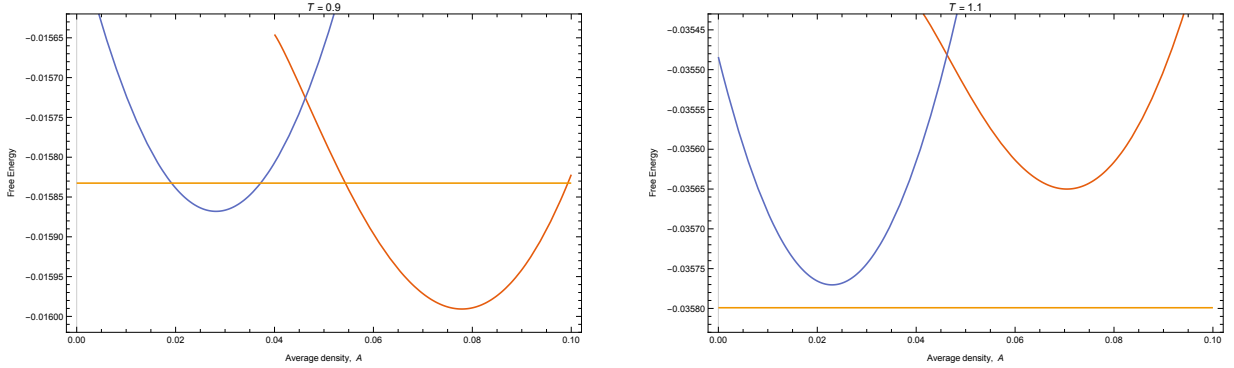 T = 0.9
Free Energy
−0.01565
−0.01570
−0.01575
−0.01580
−0.01585
−0.01590
−0.01595
−0.01600
0.00 0.02 0.04 0.06 0.08 0.10
Average density, A
T = 1.1
Free Energy
−0.03545
−0.03550
−0.03555
−0.03560
−0.03565
−0.03570
−0.03575
−0.03580
0.00 0.02 0.04 0.06 0.08 0.10
Average density, A